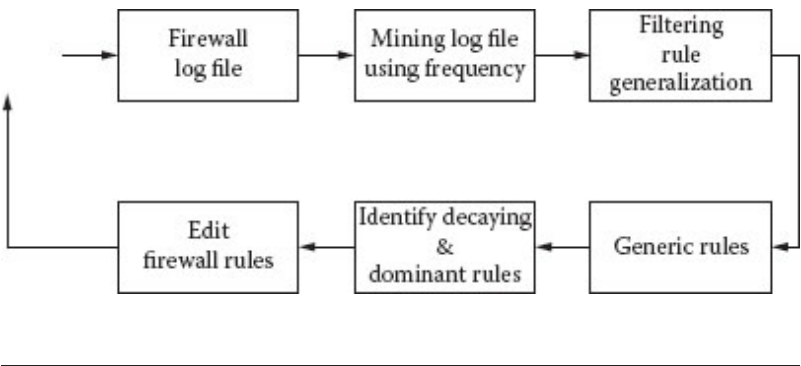 Firewall
log file
Mining log file
using frequency
Filtering
rule
generalization
Generic rules
Identify decaying
&
dominant rules
Edit
firewall rules